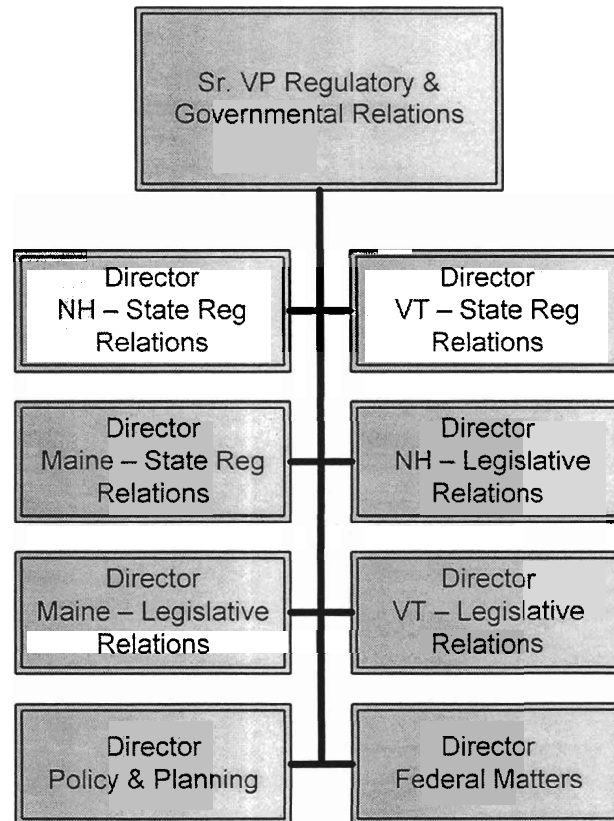 Sr. VP Regulatory &
Governmental Relations
Director
NH – State Reg
Relations
Director
VT – State Reg
Relations
Director
Maine – State Reg
Relations
Director
NH – Legislative
Relations
Director
Maine – Legislative
Relations
Director
VT – Legislative
Relations
Director
Policy & Planning
Director
Federal Matters